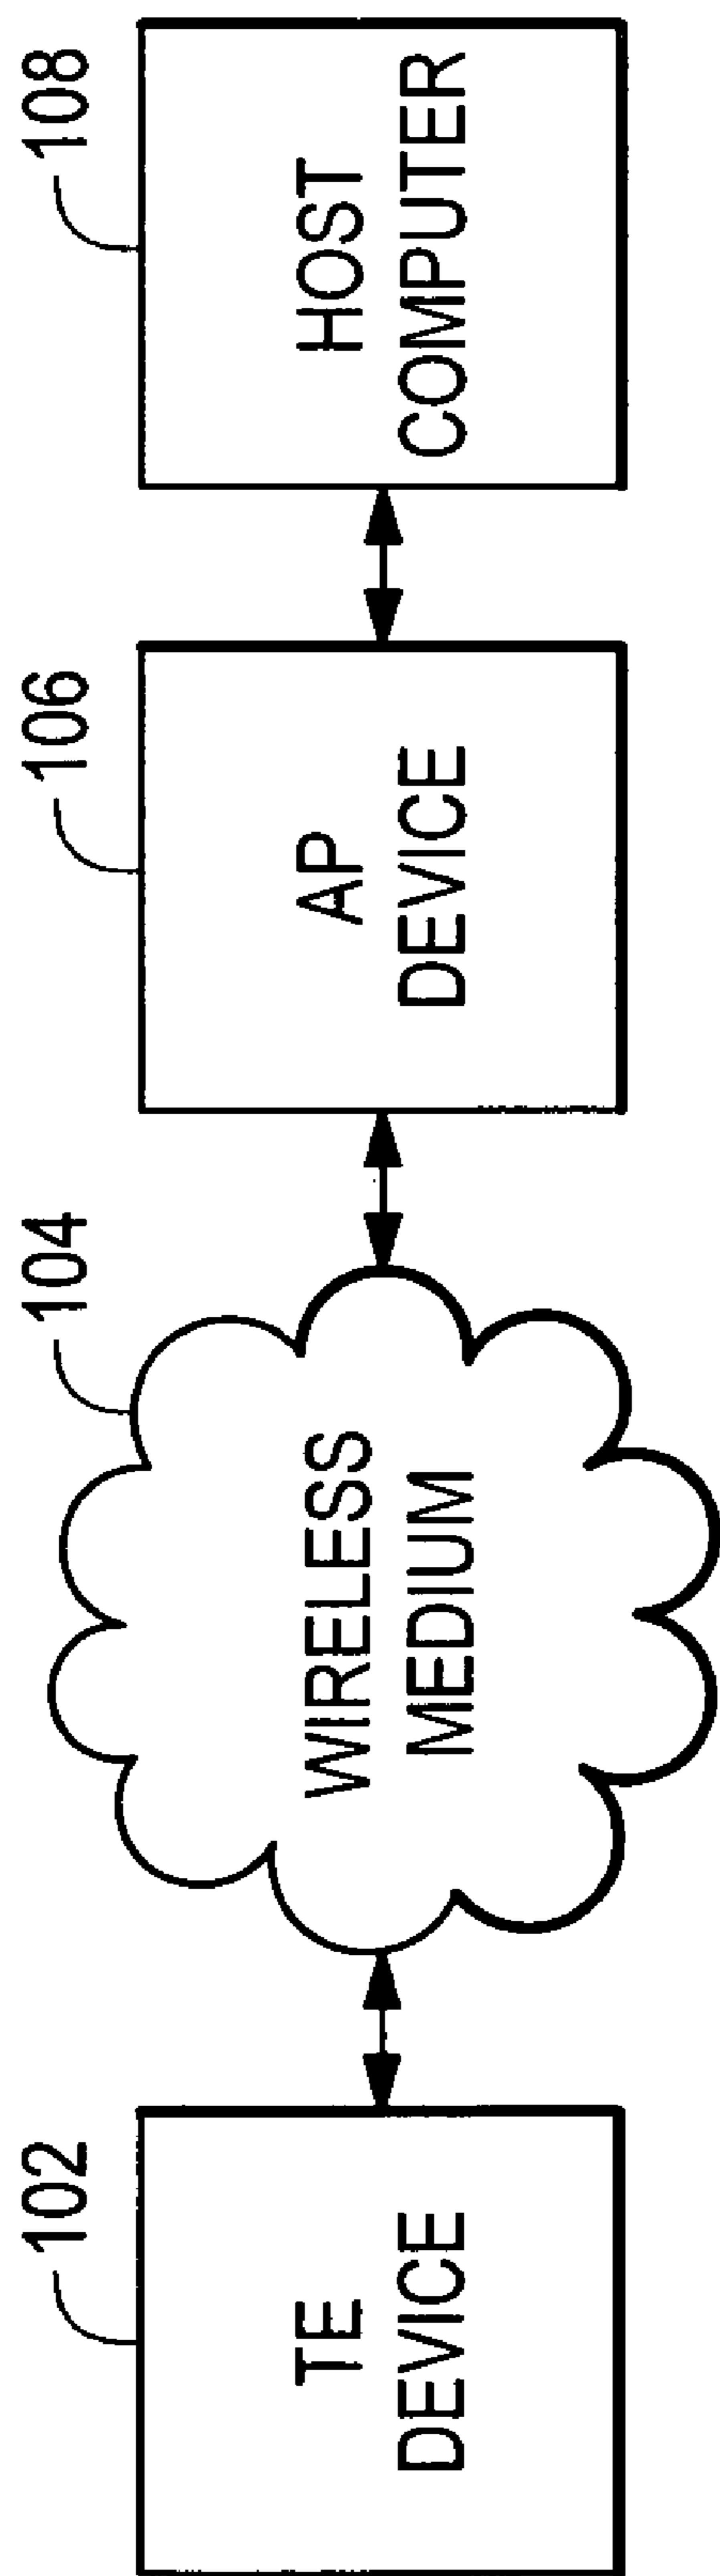 102
104
106
108
TE
DEVICE
WIRELESS
MEDIUM
AP
DEVICE
HOST
COMPUTER